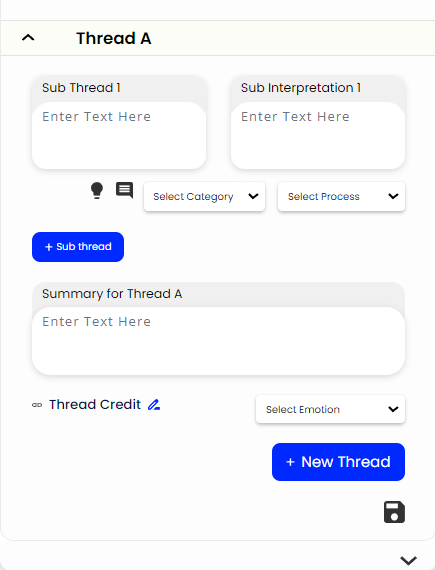 Thread A
Sub Thread 1
Sub Interpretation 1
Enter Text Here
Enter Text Here
Select Category
Select Process
+ Sub thread
Summary for Thread A
Enter Text Here
Thread Credit
Select Emotion
+ New Thread